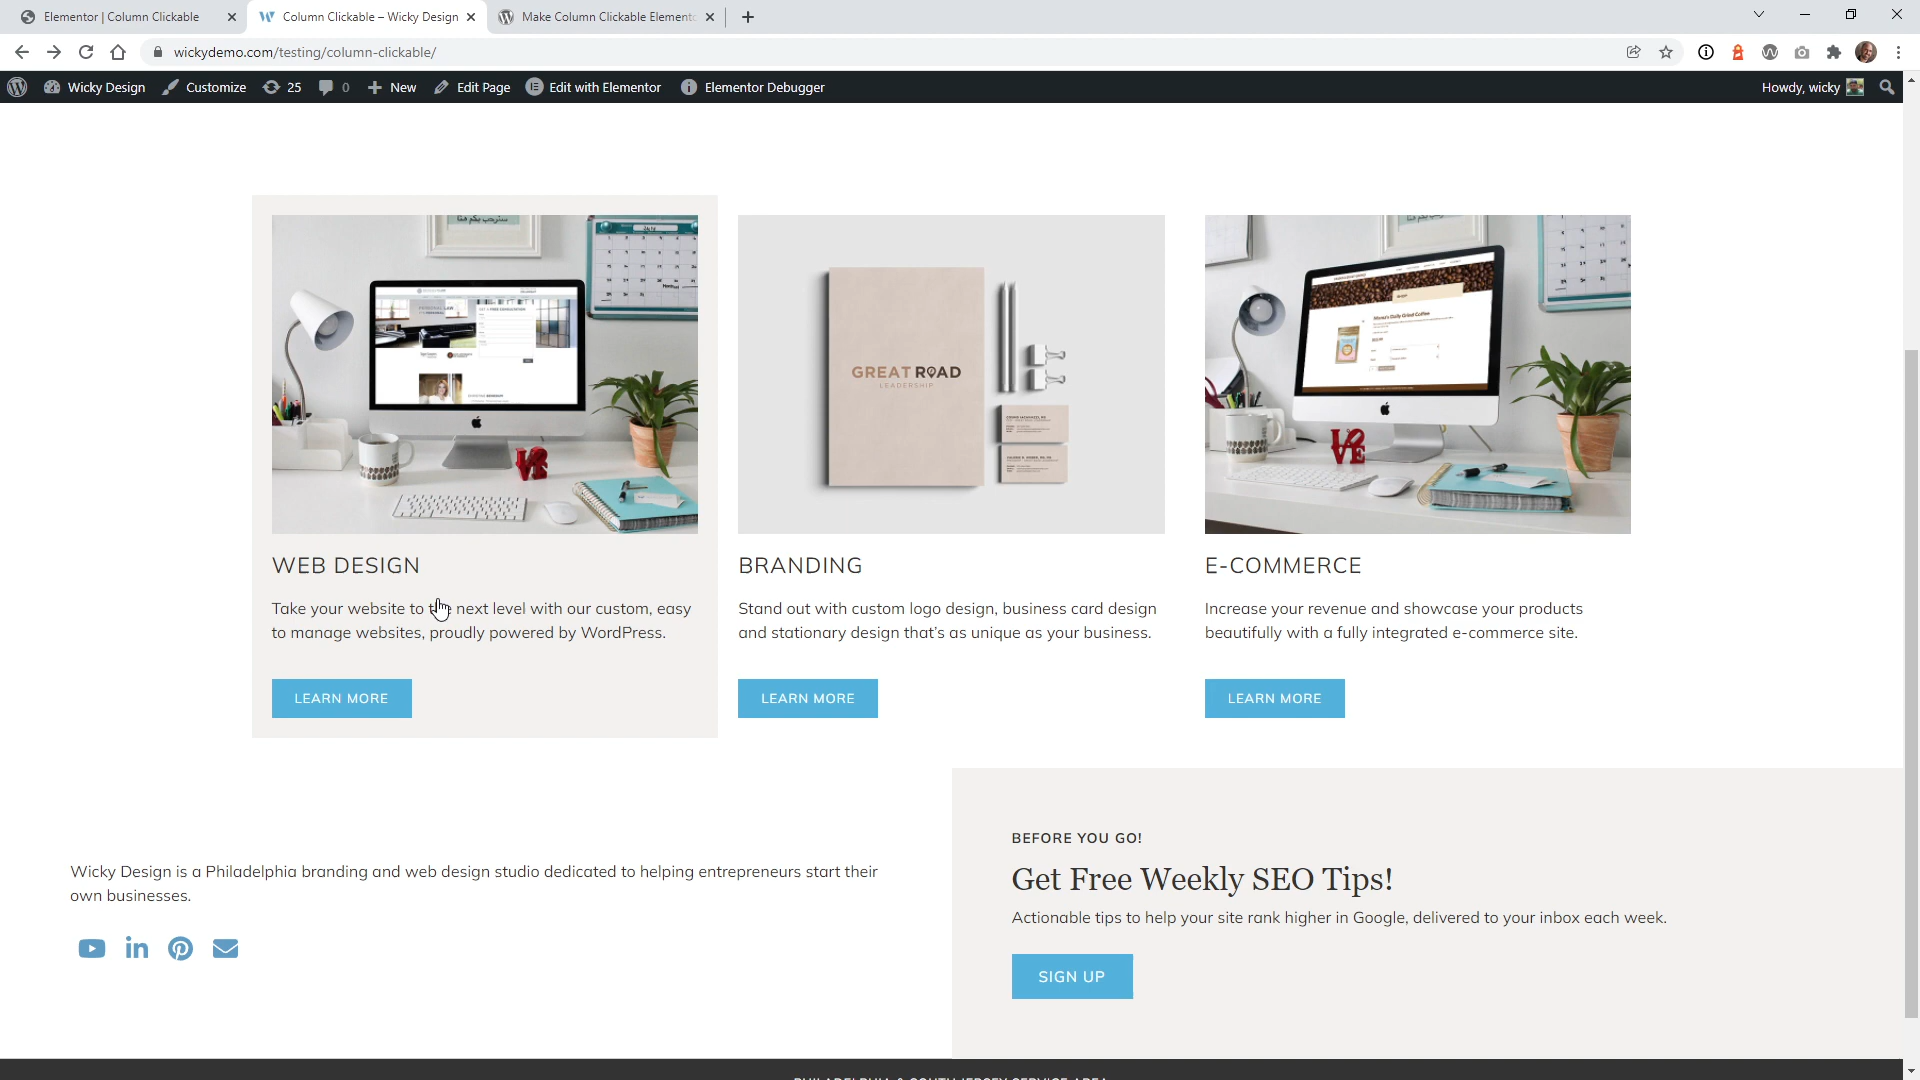 Elementor | Column Clickable
Column Clickable – Wicky Design
Make Column Clickable Elemento
wickydemo.com/testing/column-clickable/
Wicky Design
Customize
25
0
New
Edit Page
Edit with Elementor
Elementor Debugger
Howdy, wicky
GREAT ROAD
LEADERSHIP
WEB DESIGN
Take your website to the next level with our custom, easy
to manage websites, proudly powered by WordPress.
LEARN MORE
BRANDING
Stand out with custom logo design, business card design
and stationary design that's as unique as your business.
LEARN MORE
E-COMMERCE
Increase your revenue and showcase your products
beautifully with a fully integrated e-commerce site.
LEARN MORE
Wicky Design is a Philadelphia branding and web design studio dedicated to helping entrepreneurs start their
own businesses.
BEFORE YOU GO!
Get Free Weekly SEO Tips!
Actionable tips to help your site rank higher in Google, delivered to your inbox each week.
SIGN UP
PHILADELPHIA & SOUTH JERSEY SERVICE AREA